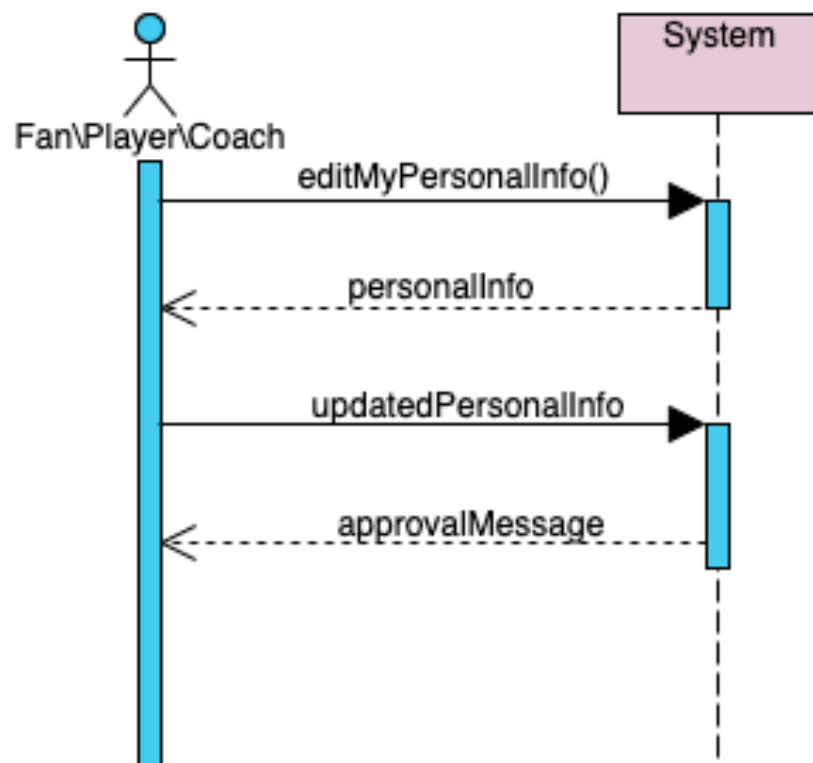 System
Fan\Player\Coach
editMyPersonalInfo()
personalInfo
updatedPersonalInfo
approvalMessage